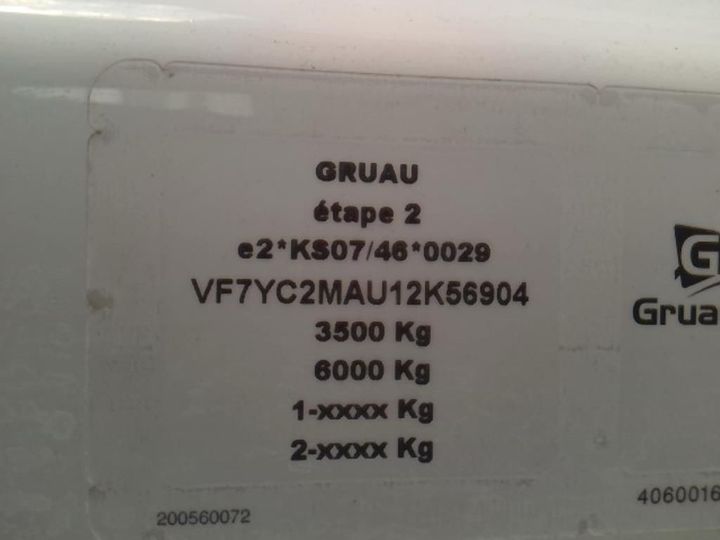 GRUAU
étape 2
e2*KS07/46*0029
VF7YC2MAU12K56904
3500 Kg
6000 Kg
1-xxxx Kg
2-xxxx Kg
200560072
G
Grua
4060016